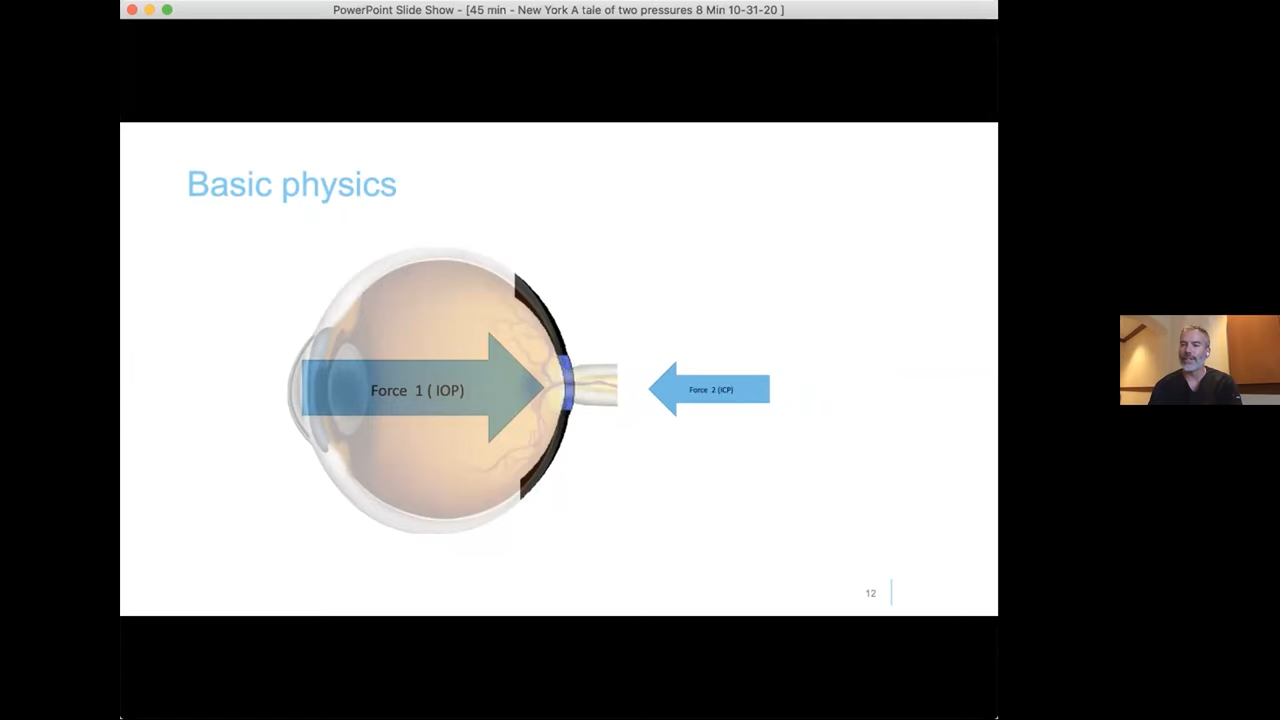 PowerPoint Slide Show - [45 min - New York A tale of two pressures 8 Min 10-31-20 ]
Basic physics
Force 1 ( IOP)
Force 2 (ICP)
12